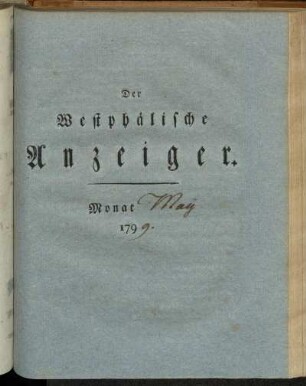 Der
Westphälische
Anzeiger.
Monat May
1799.